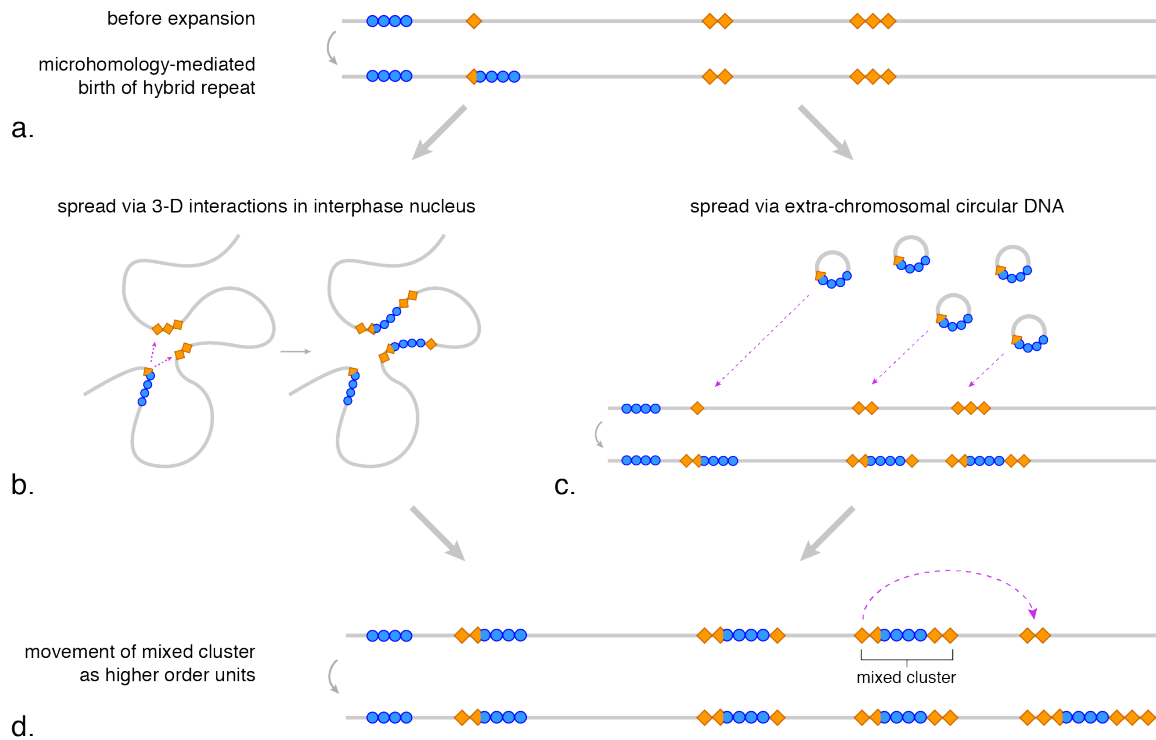 before expansion
microhomology-mediated
birth of hybrid repeat
a.
spread via 3-D interactions in interphase nucleus
spread via extra-chromosomal circular DNA
b.
c.
movement of mixed cluster
as higher order units
mixed cluster
d.